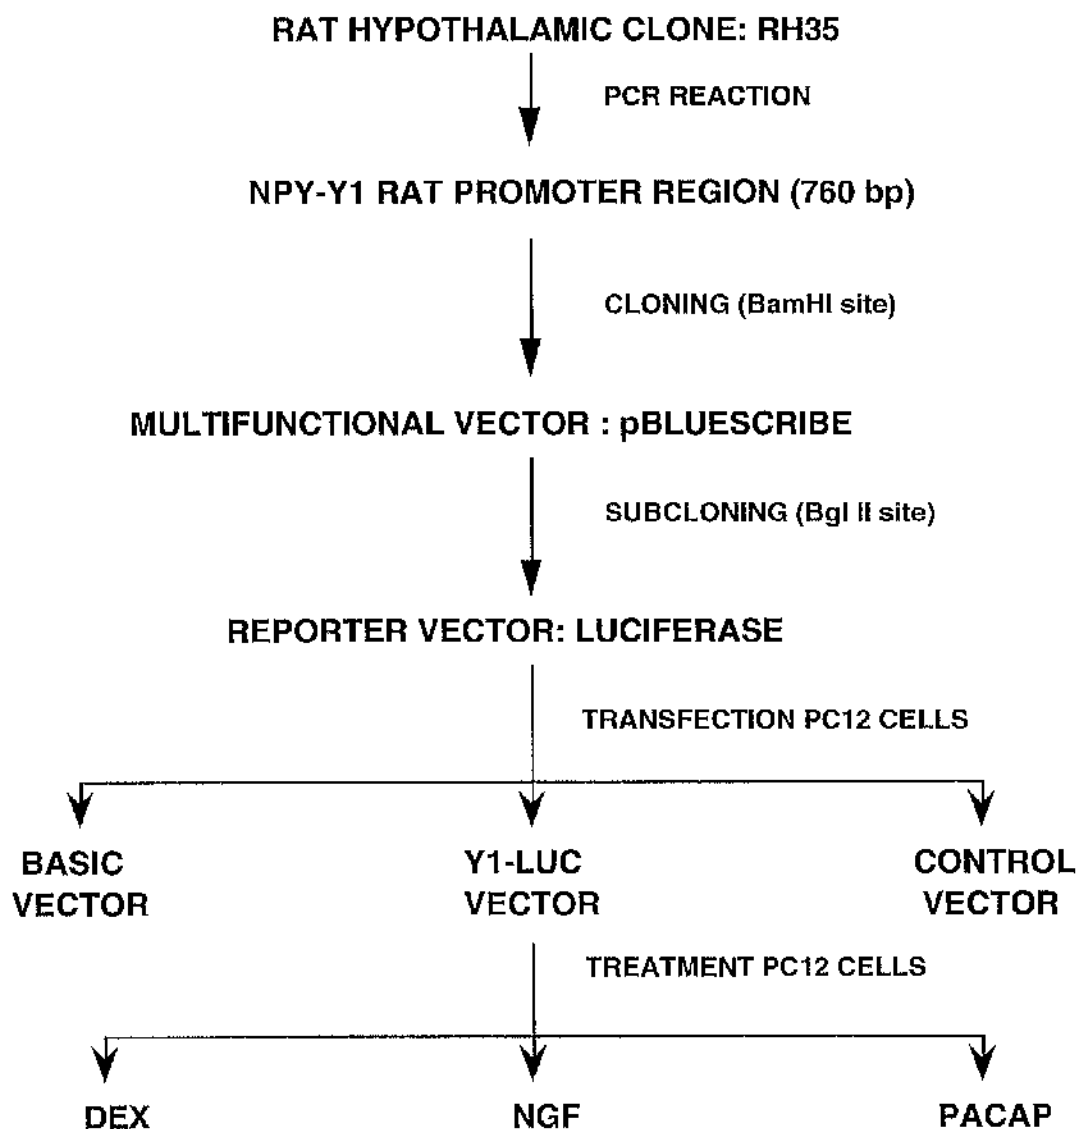 RAT HYPOTHALAMIC CLONE: RH35
PCR REACTION
NPY-Y1 RAT PROMOTER REGION (760 bp)
CLONING (BamHI site)
MULTIFUNCTIONAL VECTOR : pBLUESCRIBE
SUBCLONING (Bgl II site)
REPORTER VECTOR: LUCIFERASE
TRANSFECTION PC12 CELLS
BASIC
VECTOR
Y1-LUC
VECTOR
CONTROL
VECTOR
TREATMENT PC12 CELLS
DEX
NGF
PACAP